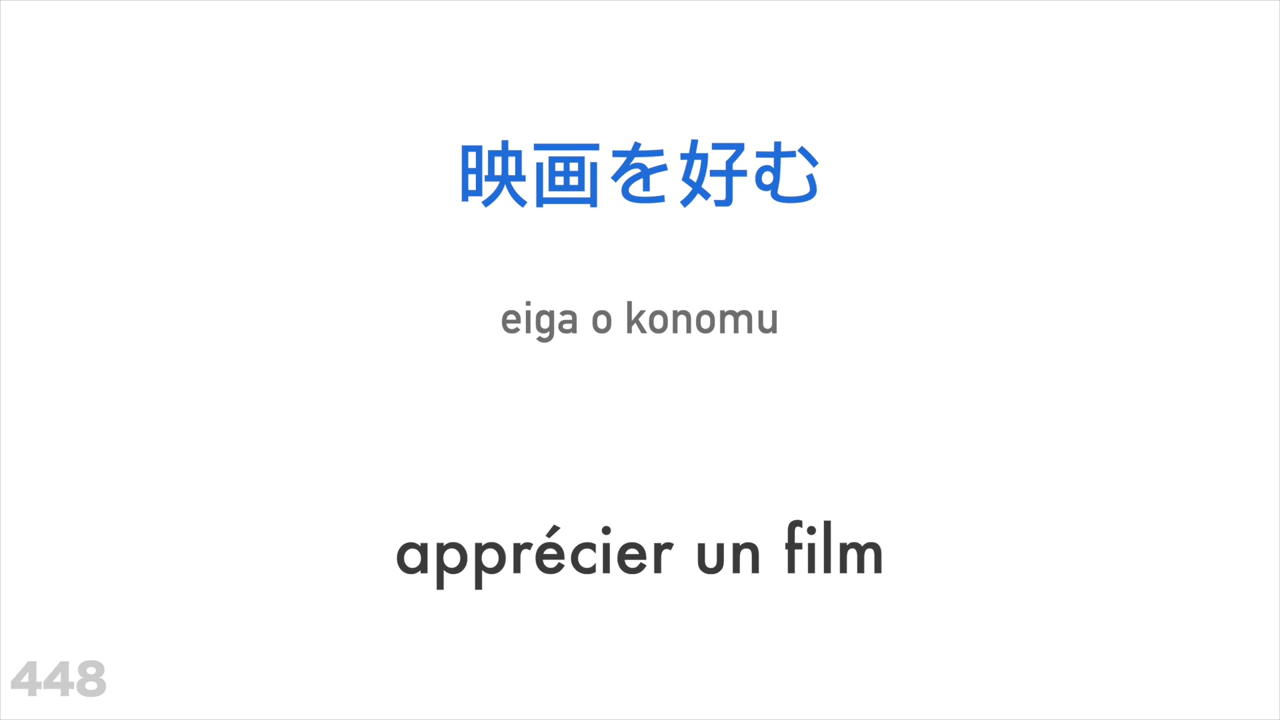 映画を好む
eiga o konomu
apprécier un film
448